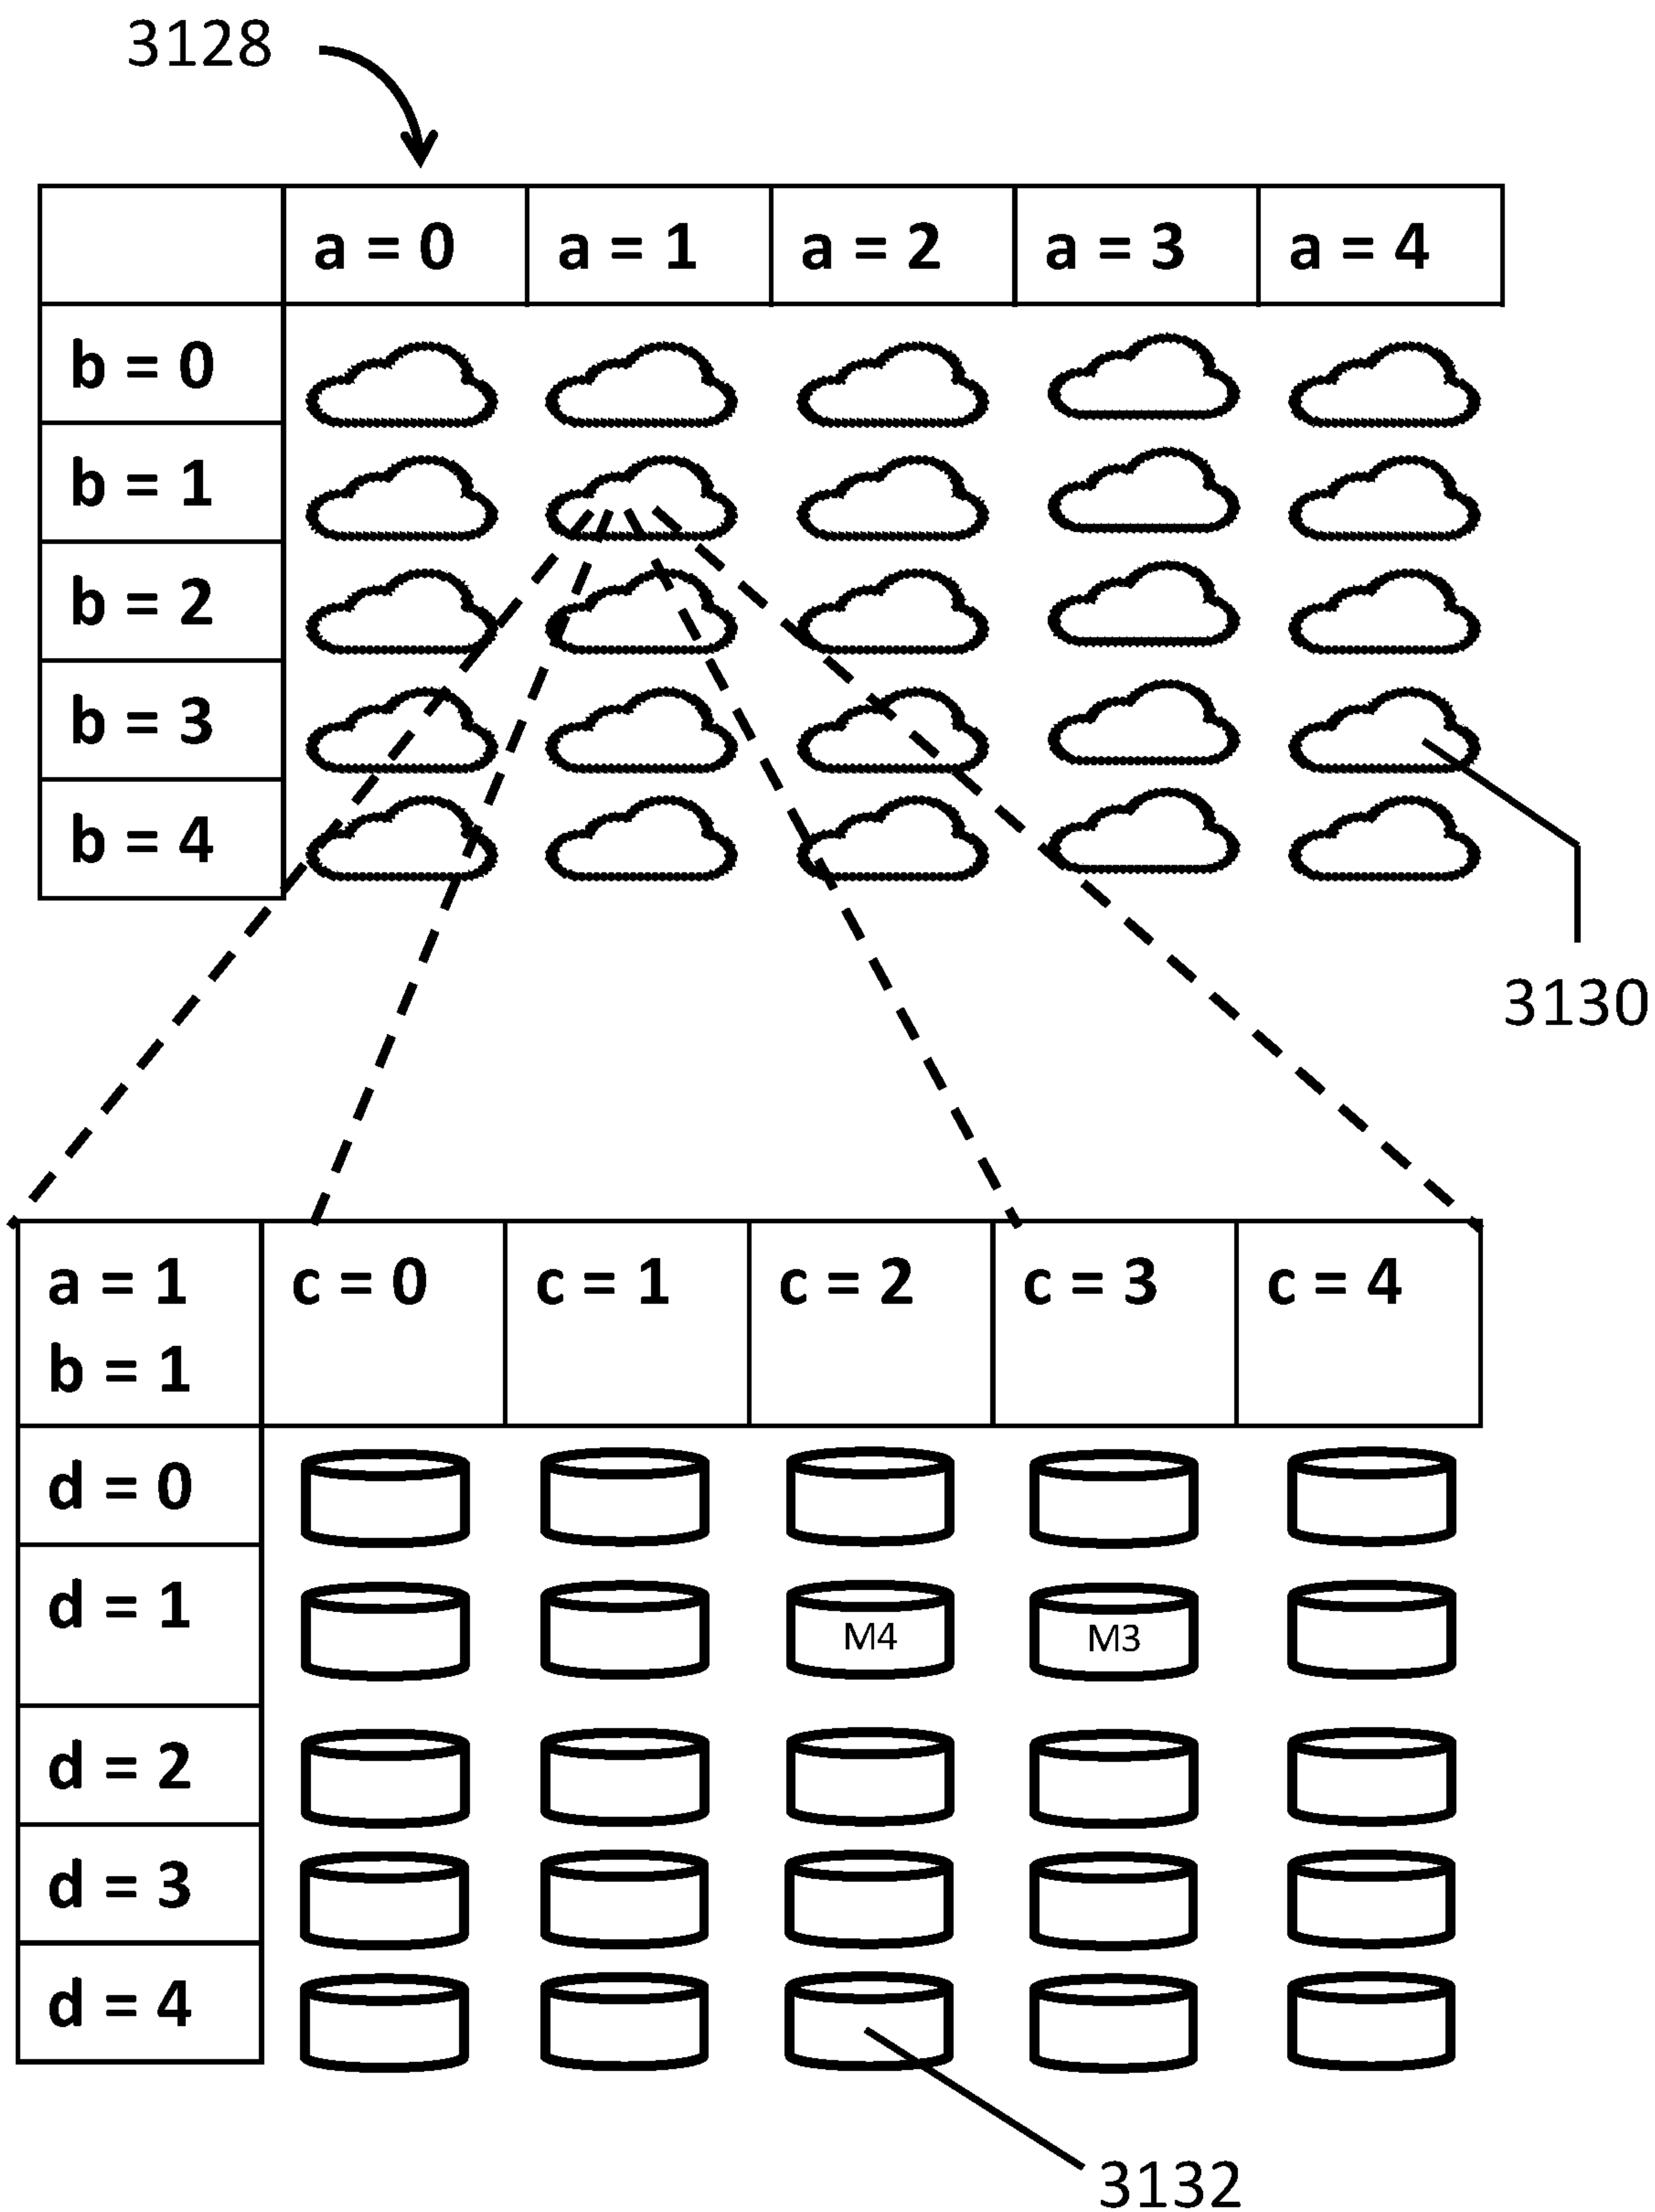 3128
a = 0 a = 1 a = 2 a = 3 a = 4
b = 0
b = 1
b = 2
b = 3
b = 4
3130
a = 1 c = 0 c = 1 c = 2 c = 3 c = 4
b = 1
d = 0
d = 1
M4 M3
d = 2
d = 3
d = 4
3132